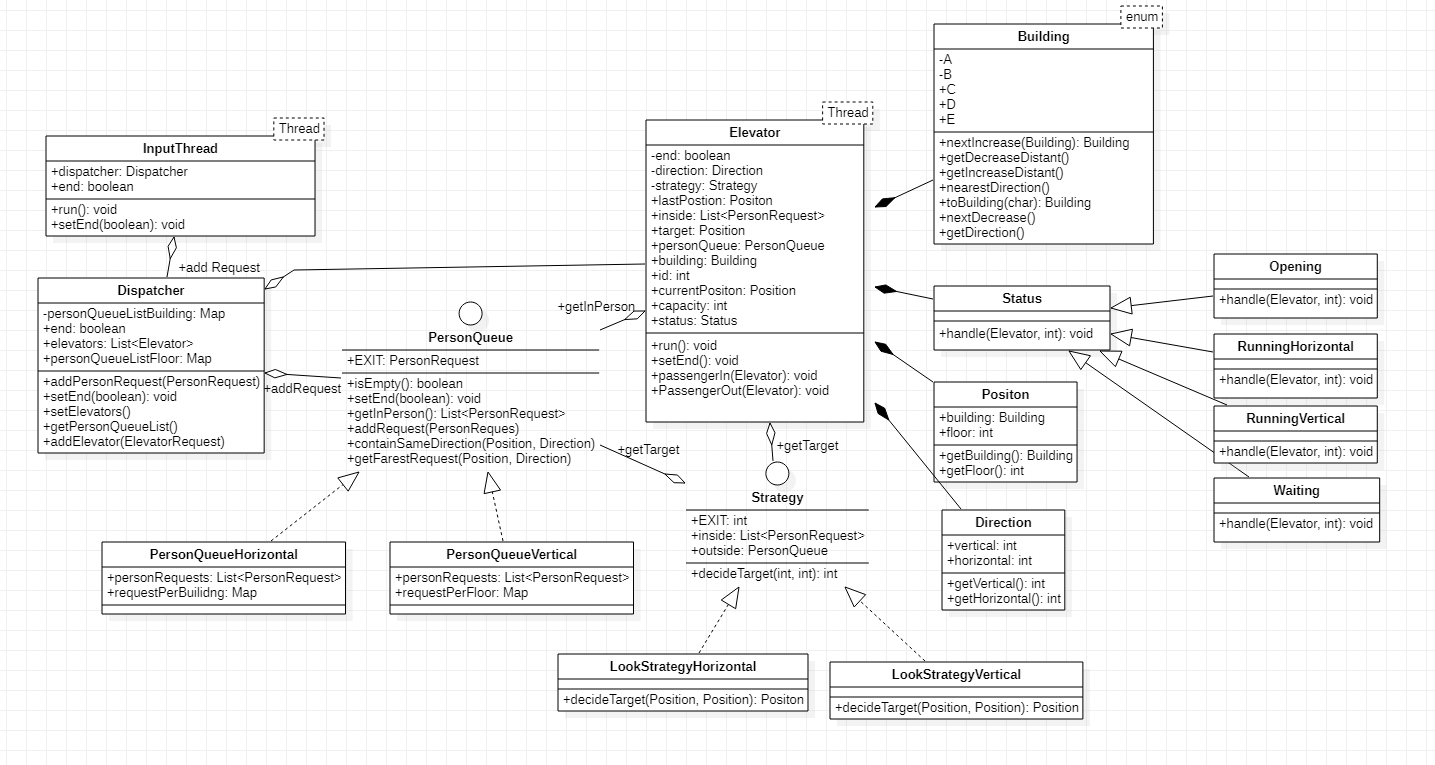 enum
Building
-A
-B
+C
+D
+E
+nextIncrease(Building): Building
+getDecreaseDistant()
+getIncreaseDistant()
+nearestDirection()
+toBuilding(char): Building
+nextDecrease()
+getDirection()
Thread
InputThread
+dispatcher: Dispatcher
+end: boolean
+run(): void
+setEnd(boolean): void
+add Request
Thread
Elevator
-end: boolean
-direction: Direction
-strategy: Strategy
+lastPostion: Positon
+inside: List<PersonRequest>
+target: Position
+personQueue: PersonQueue
+building: Building
+id: int
+currentPositon: Position
+capacity: int
+status: Status
+run(): void
+setEnd(): void
+passengerIn(Elevator): void
+PassengerOut(Elevator): void
Dispatcher
-personQueueListBuilding: Map
+end: boolean
+elevators: List<Elevator>
+personQueueListFloor: Map
+addPersonRequest(PersonRequest)
+setEnd(boolean): void
+setElevators()
+getPersonQueueList()
+addElevator(ElevatorRequest)
+getInPerson
+addRequest
PersonQueue
+EXIT: PersonRequest
+isEmpty(): boolean
+setEnd(boolean): void
+getInPerson(): List<PersonRequest>
+addRequest(PersonReques)
+containSameDirection(Position, Direction)
+getFarestRequest(Position, Direction)
+getTarget
+getTarget
Status
+handle(Elevator, int): void
Opening
+handle(Elevator, int): void
RunningHorizontal
+handle(Elevator, int): void
RunningVertical
+handle(Elevator, int): void
Waiting
+handle(Elevator, int): void
Positon
+building: Building
+floor: int
+getBuilding(): Building
+getFloor(): int
Direction
+vertical: int
+horizontal: int
+getVertical(): int
+getHorizontal(): int
Strategy
+EXIT: int
+inside: List<PersonRequest>
+outside: PersonQueue
+decideTarget(int, int): int
PersonQueueHorizontal
+personRequests: List<PersonRequest>
+requestPerBuilidng: Map
PersonQueueVertical
+personRequests: List<PersonRequest>
+requestPerFloor: Map
LookStrategyHorizontal
+decideTarget(Position, Position): Positon
LookStrategyVertical
+decideTarget(Position, Position): Position